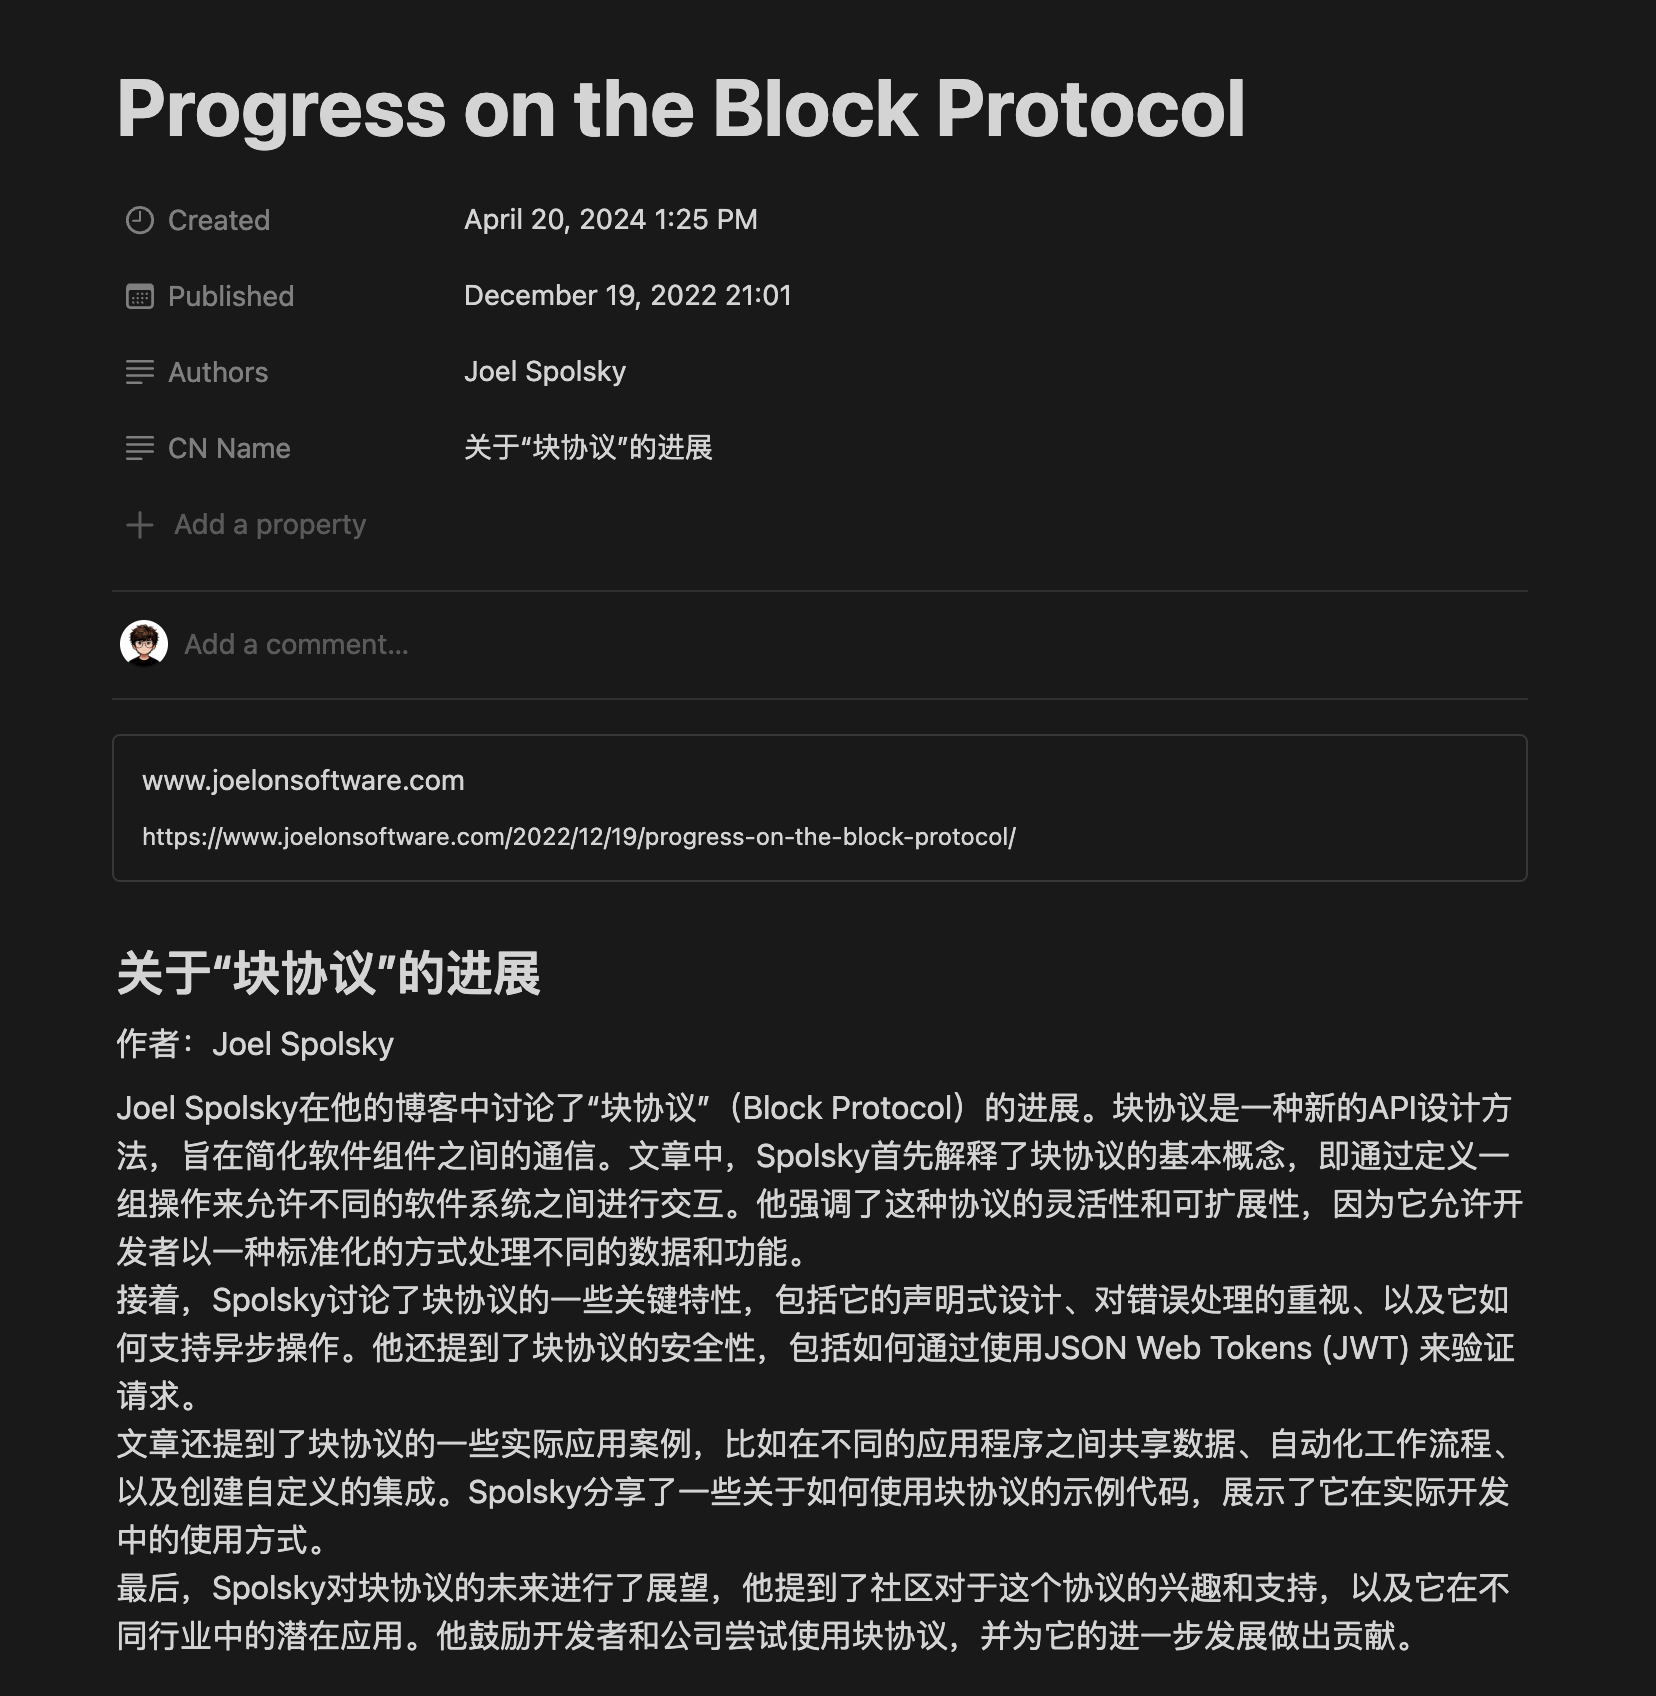 Progress on the Block Protocol
Created April 20, 2024 1:25 PM
Published December 19, 2022 21:01
Authors Joel Spolsky
CN Name 关于“块协议”的进展
Add a property
Add a comment...
www.joelonsoftware.com
https://www.joelonsoftware.com/2022/12/19/progress-on-the-block-protocol/
关于“块协议”的进展
作者：Joel Spolsky
Joel Spolsky在他的博客中讨论了“块协议”（Block Protocol）的进展。块协议是一种新的API设计方
法，旨在简化软件组件之间的通信。文章中，Spolsky首先解释了块协议的基本概念，即通过定义一
组操作来允许不同的软件系统之间进行交互。他强调了这种协议的灵活性和可扩展性，因为它允许开
发者以一种标准化的方式处理不同的数据和功能。
接着，Spolsky讨论了块协议的一些关键特性，包括它的声明式设计、对错误处理的重视、以及它如
何支持异步操作。他还提到了块协议的安全性，包括如何通过使用JSON Web Tokens (JWT) 来验证
请求。
文章还提到了块协议的一些实际应用案例，比如在不同的应用程序之间共享数据、自动化工作流程、
以及创建自定义的集成。Spolsky分享了一些关于如何使用块协议的示例代码，展示了它在实际开发
中的使用方式。
最后，Spolsky对块协议的未来进行了展望，他提到了社区对于这个协议的兴趣和支持，以及它在不
同行业中的潜在应用。他鼓励开发者和公司尝试使用块协议，并为它的进一步发展做出贡献。